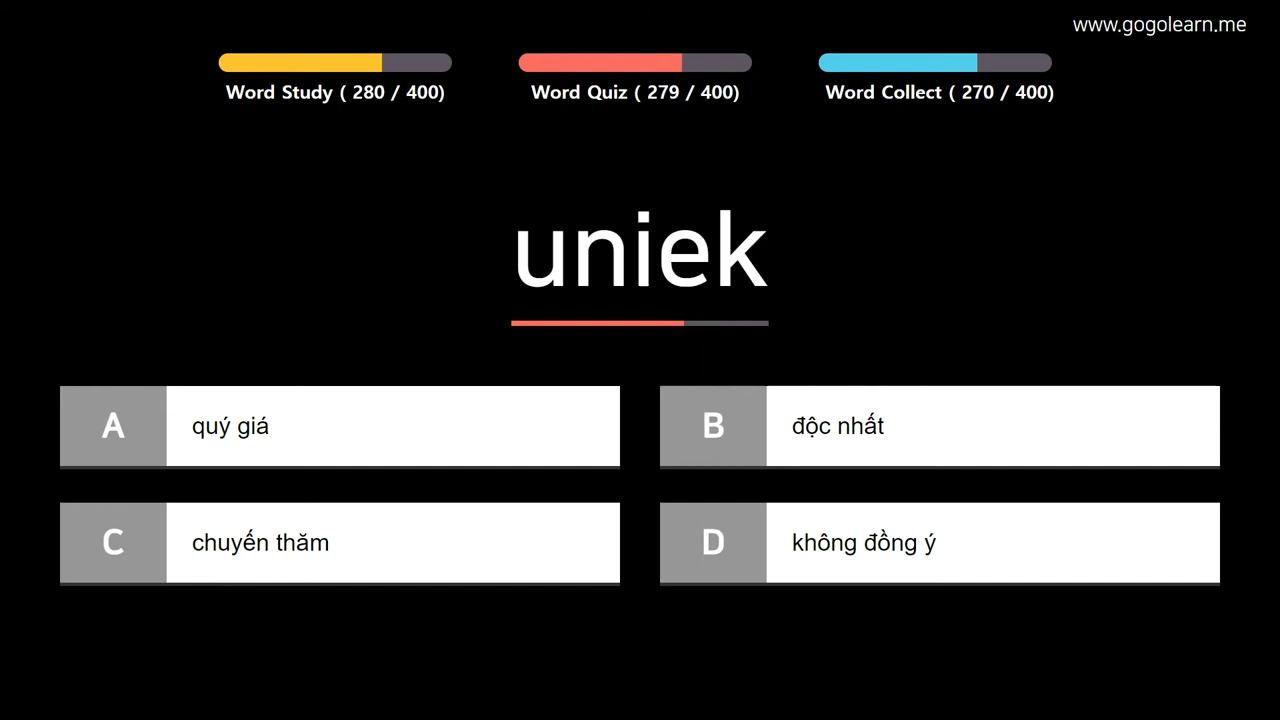 www.gogolearn.me
Word Study ( 280 / 400)
Word Quiz ( 279 / 400)
Word Collect ( 270 / 400)
uniek
A
quý giá
B
độc nhất
C
chuyến thăm
D
không đồng ý